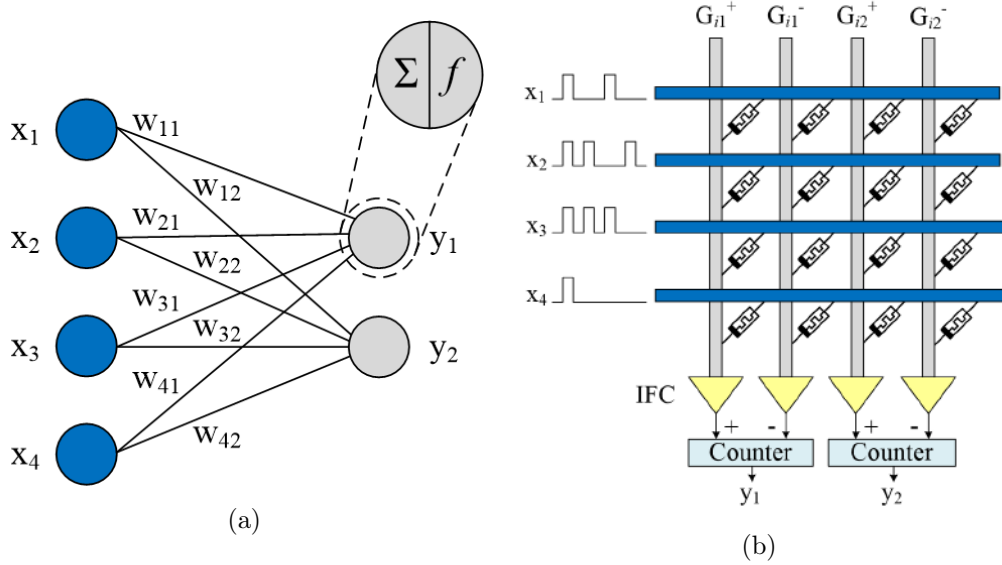 Σ f
x1
w11
w12
x2
w21
w22
y1
x3
w31
w32
y2
x4
w41
w42
(a)
Gi1+ Gi1- Gi2+ Gi2-
x1
x2
x3
x4
IFC
+ - + -
Counter Counter
y1 y2
(b)